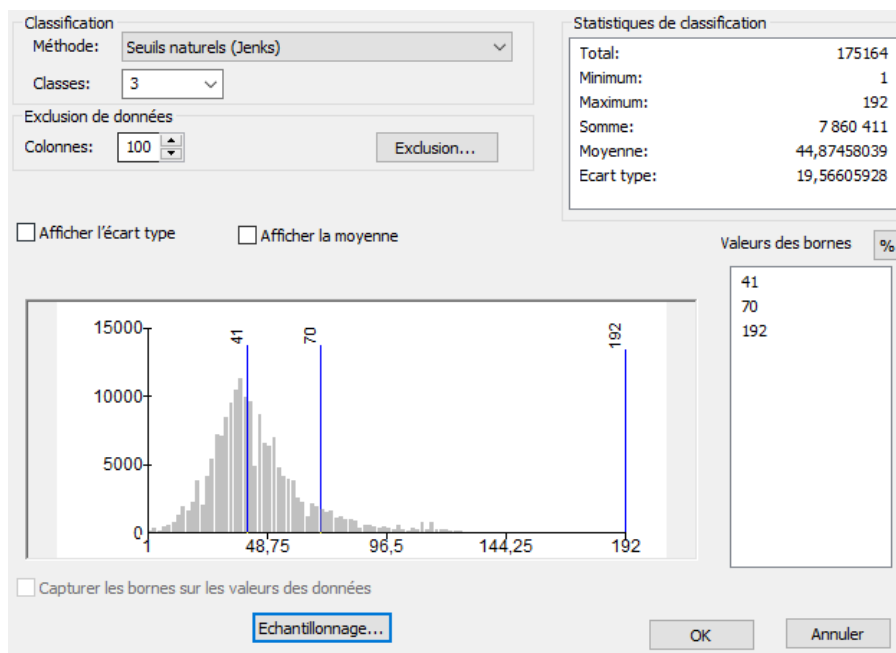 Classification
Méthode: Seuils naturels (Jenks)
Classes: 3
Exclusion de données
Colonnes: 100 Exclusion...
Statistiques de classification
Total: 175164
Minimum: 1
Maximum: 192
Somme: 7 860 411
Moyenne: 44,87458039
Ecart type: 19,56605928
Afficher l'écart type Afficher la moyenne
Valeurs des bornes %
41
70
192
41 70 192
15000
10000
5000
0
1 48,75 96,5 144,25 192
Capturer les bornes sur les valeurs des données
Echantillonnage...
OK Annuler